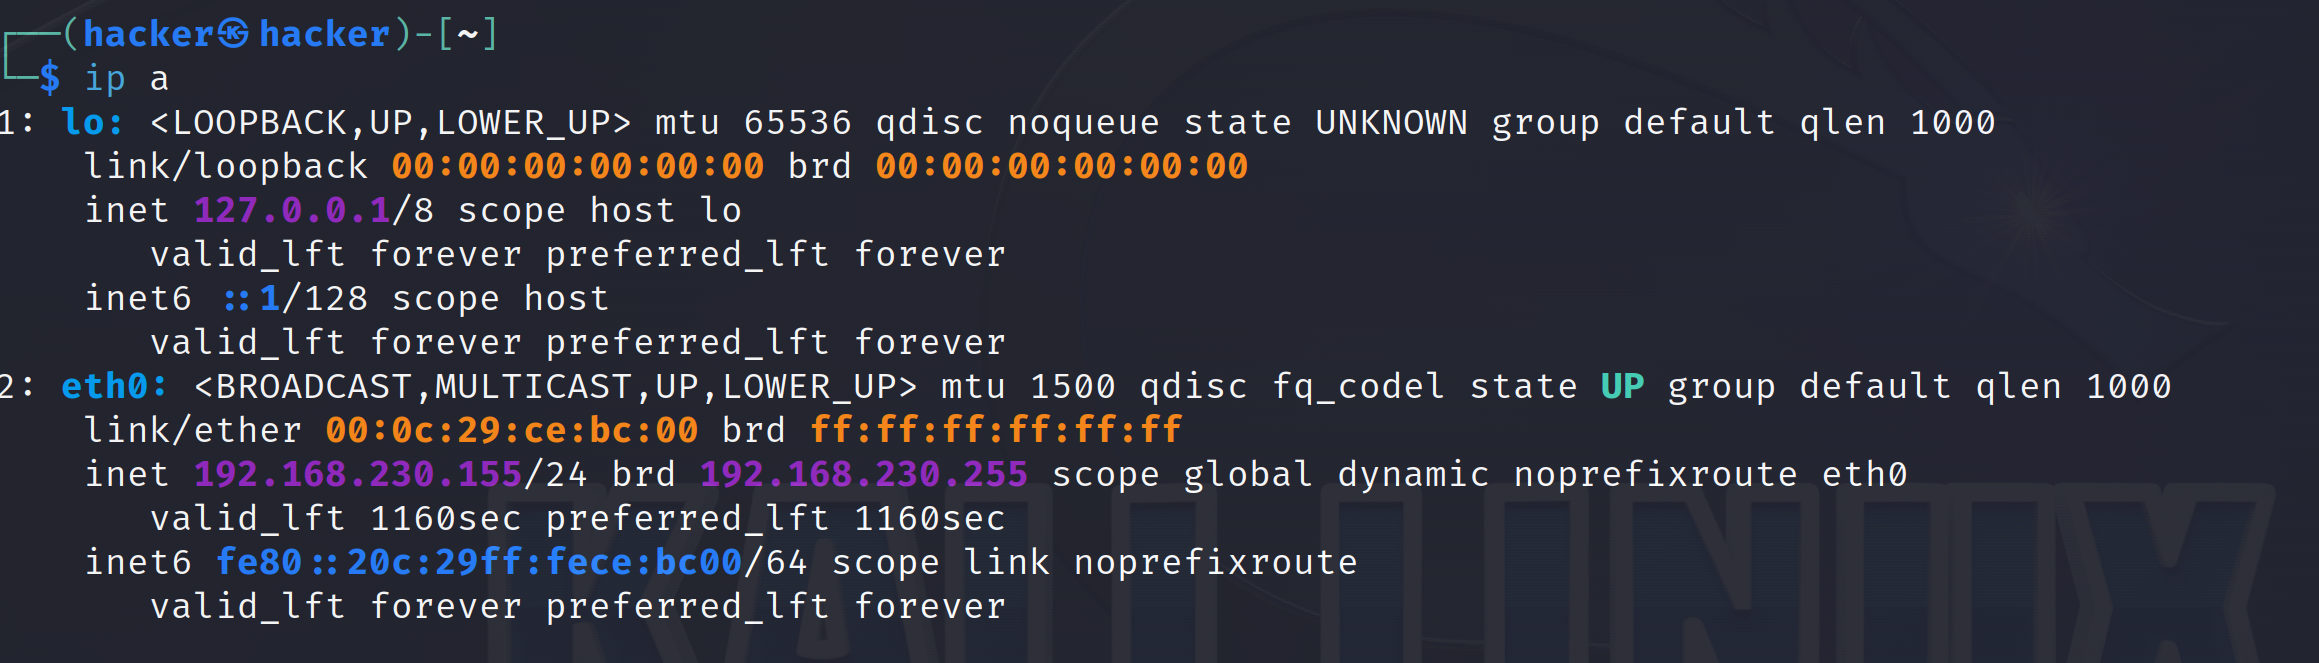 ┌──(hacker㉿hacker)-[~]
└─$ ip a
1: lo: <LOOPBACK,UP,LOWER_UP> mtu 65536 qdisc noqueue state UNKNOWN group default qlen 1000
    link/loopback 00:00:00:00:00:00 brd 00:00:00:00:00:00
    inet 127.0.0.1/8 scope host lo
       valid_lft forever preferred_lft forever
    inet6 ::1/128 scope host
       valid_lft forever preferred_lft forever
2: eth0: <BROADCAST,MULTICAST,UP,LOWER_UP> mtu 1500 qdisc fq_codel state UP group default qlen 1000
    link/ether 00:0c:29:ce:bc:00 brd ff:ff:ff:ff:ff:ff
    inet 192.168.230.155/24 brd 192.168.230.255 scope global dynamic noprefixroute eth0
       valid_lft 1160sec preferred_lft 1160sec
    inet6 fe80::20c:29ff:fece:bc00/64 scope link noprefixroute
       valid_lft forever preferred_lft forever
KALI LINUX